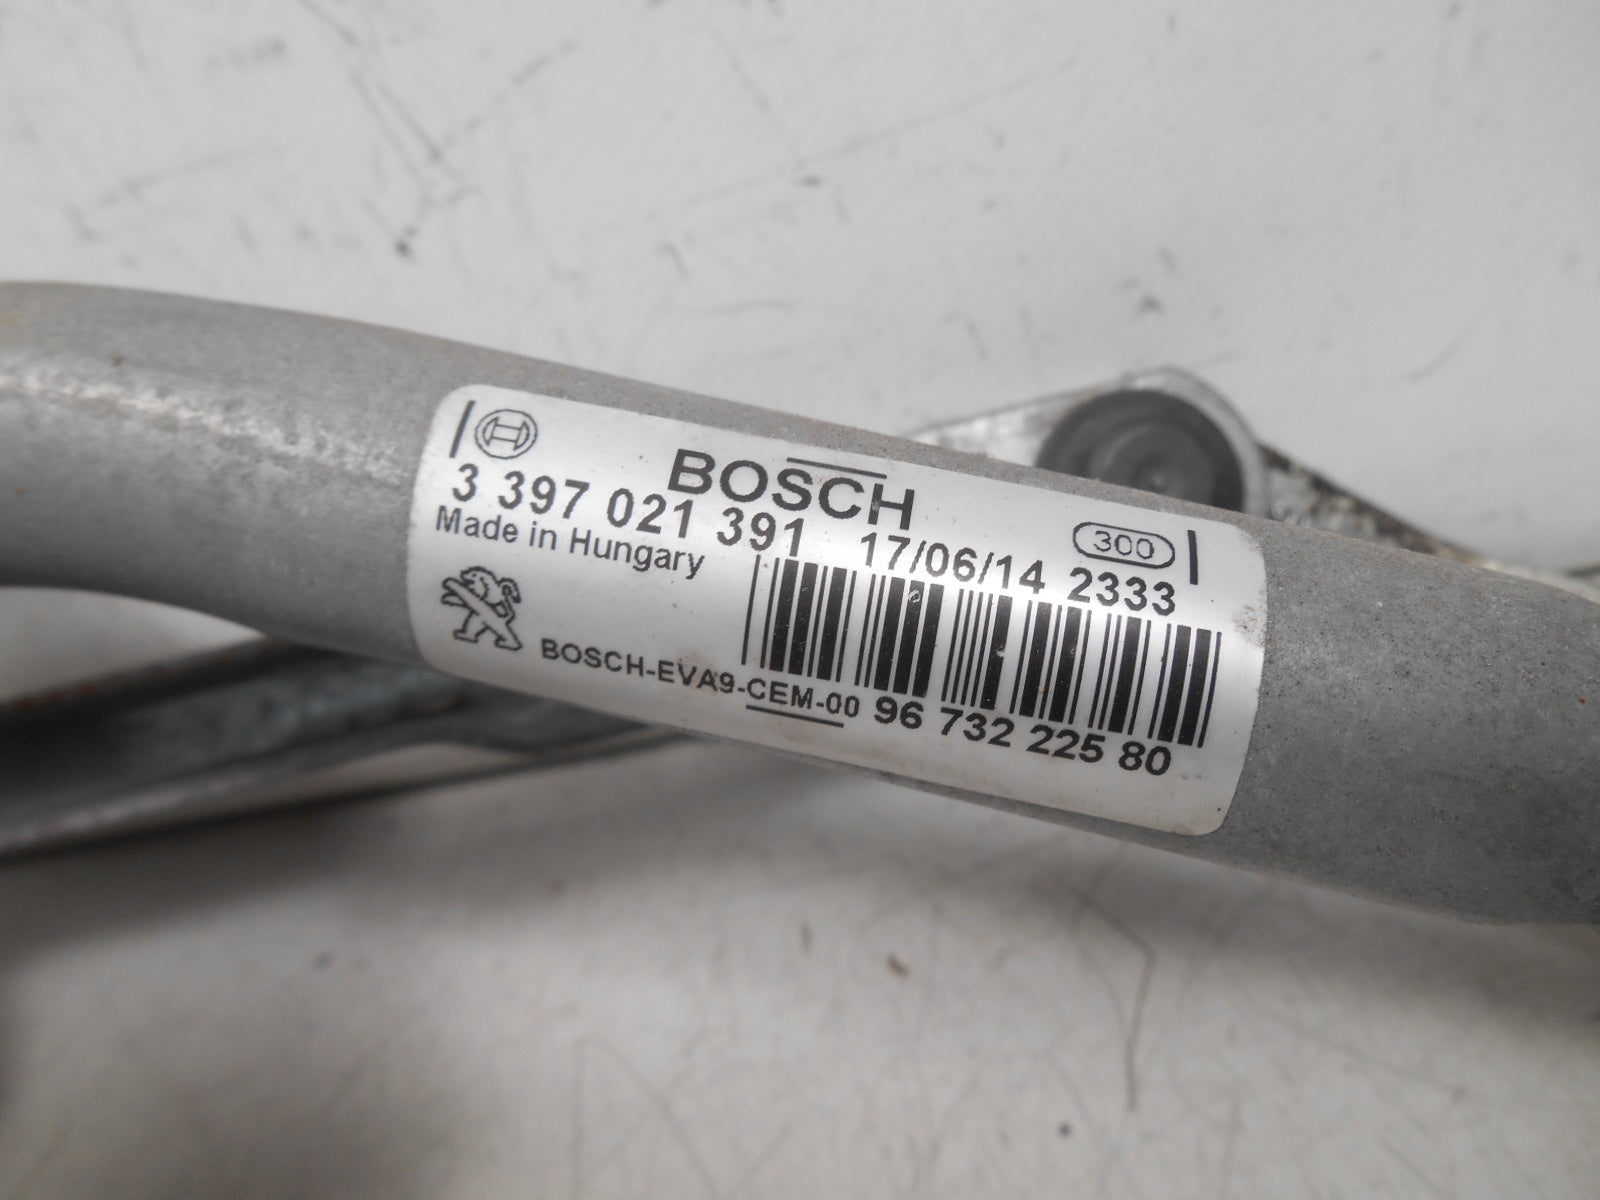 BOSCH
300
3 397 021 391 17/06/14 2333
Made in Hungary
BOSCH-EVA9-CEM-00 96 732 225 80